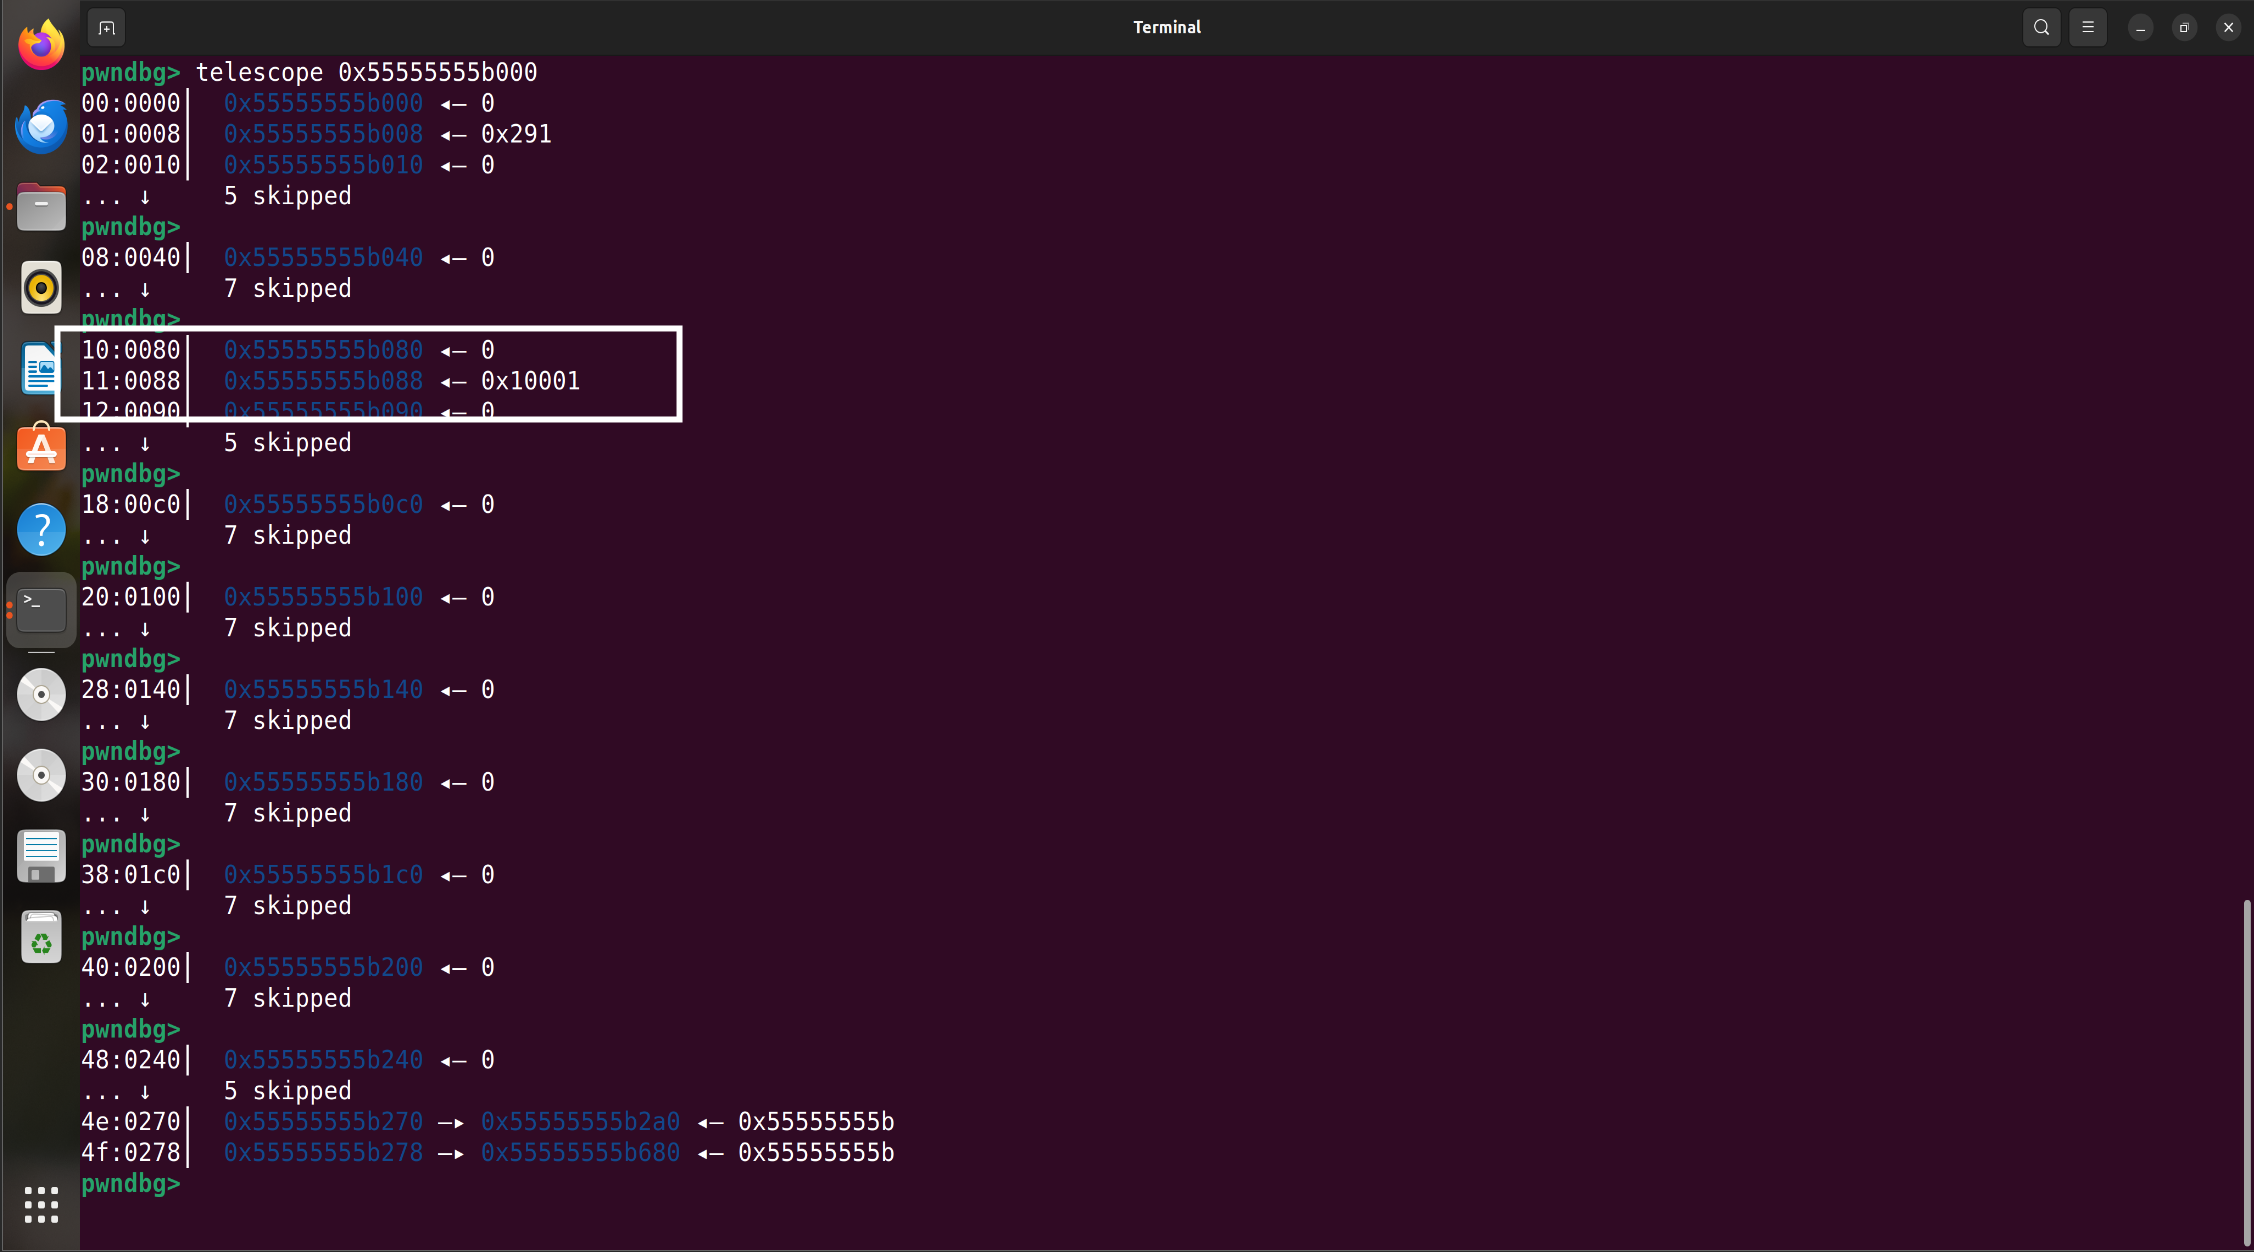 Terminal
pwndbg> telescope 0x55555555b000
00:0000│ 0x55555555b000 ◂— 0
01:0008│ 0x55555555b008 ◂— 0x291
02:0010│ 0x55555555b010 ◂— 0
... ↓ 5 skipped
pwndbg>
08:0040│ 0x55555555b040 ◂— 0
... ↓ 7 skipped
pwndbg>
10:0080│ 0x55555555b080 ◂— 0
11:0088│ 0x55555555b088 ◂— 0x10001
12:0090│ 0x55555555b090 ◂— 0
... ↓ 5 skipped
pwndbg>
18:00c0│ 0x55555555b0c0 ◂— 0
... ↓ 7 skipped
pwndbg>
20:0100│ 0x55555555b100 ◂— 0
... ↓ 7 skipped
pwndbg>
28:0140│ 0x55555555b140 ◂— 0
... ↓ 7 skipped
pwndbg>
30:0180│ 0x55555555b180 ◂— 0
... ↓ 7 skipped
pwndbg>
38:01c0│ 0x55555555b1c0 ◂— 0
... ↓ 7 skipped
pwndbg>
40:0200│ 0x55555555b200 ◂— 0
... ↓ 7 skipped
pwndbg>
48:0240│ 0x55555555b240 ◂— 0
... ↓ 5 skipped
4e:0270│ 0x55555555b270 —▸ 0x55555555b2a0 ◂— 0x55555555b
4f:0278│ 0x55555555b278 —▸ 0x55555555b680 ◂— 0x55555555b
pwndbg>